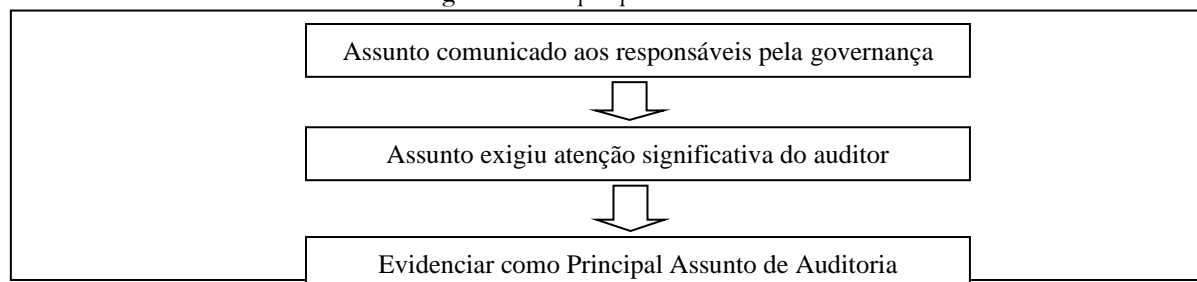 Assunto comunicado aos responsáveis pela governança
Assunto exigiu atenção significativa do auditor
Evidenciar como Principal Assunto de Auditoria